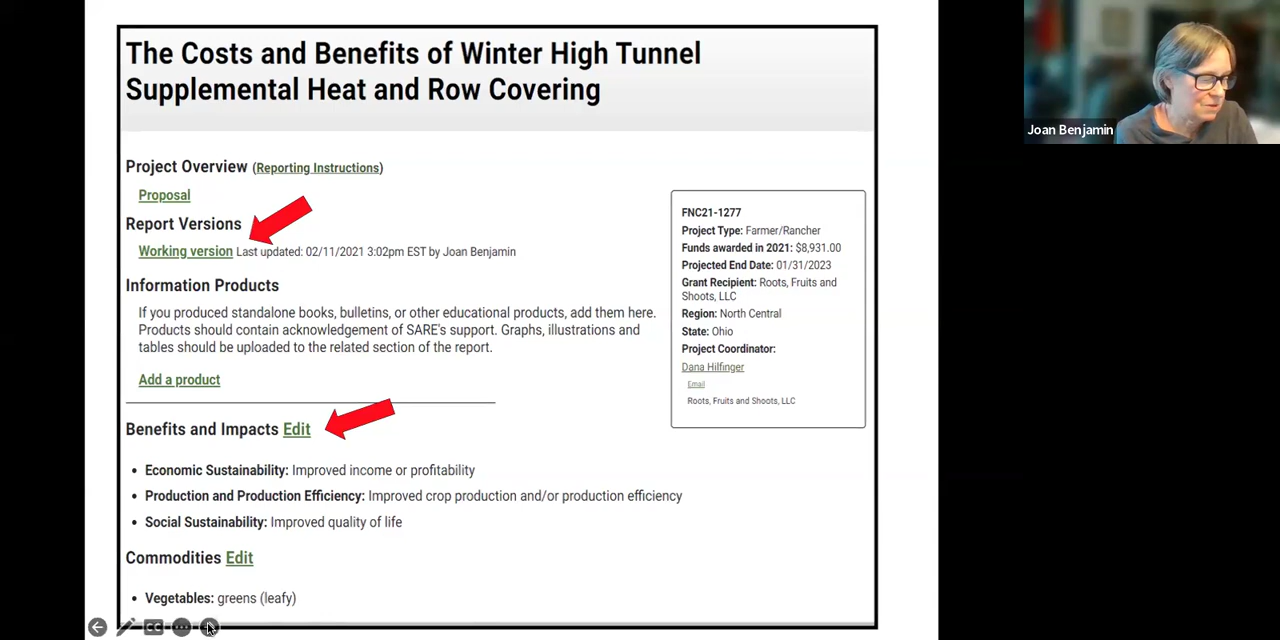 The Costs and Benefits of Winter High Tunnel
Supplemental Heat and Row Covering
Project Overview (Reporting Instructions)
Proposal
Report Versions
Working version Last updated: 02/11/2021 3:02pm EST by Joan Benjamin
Information Products
If you produced standalone books, bulletins, or other educational products, add them here.
Products should contain acknowledgement of SARE's support. Graphs, illustrations and
tables should be uploaded to the related section of the report.
Add a product
Benefits and Impacts Edit
• Economic Sustainability: Improved income or profitability
• Production and Production Efficiency: Improved crop production and/or production efficiency
• Social Sustainability: Improved quality of life
Commodities Edit
• Vegetables: greens (leafy)
FNC21-1277
Project Type: Farmer/Rancher
Funds awarded in 2021: $8,931.00
Projected End Date: 01/31/2023
Grant Recipient: Roots, Fruits and
Shoots, LLC
Region: North Central
State: Ohio
Project Coordinator:
Dana Hilfinger
Email
Roots, Fruits and Shoots, LLC
Joan Benjamin
CC